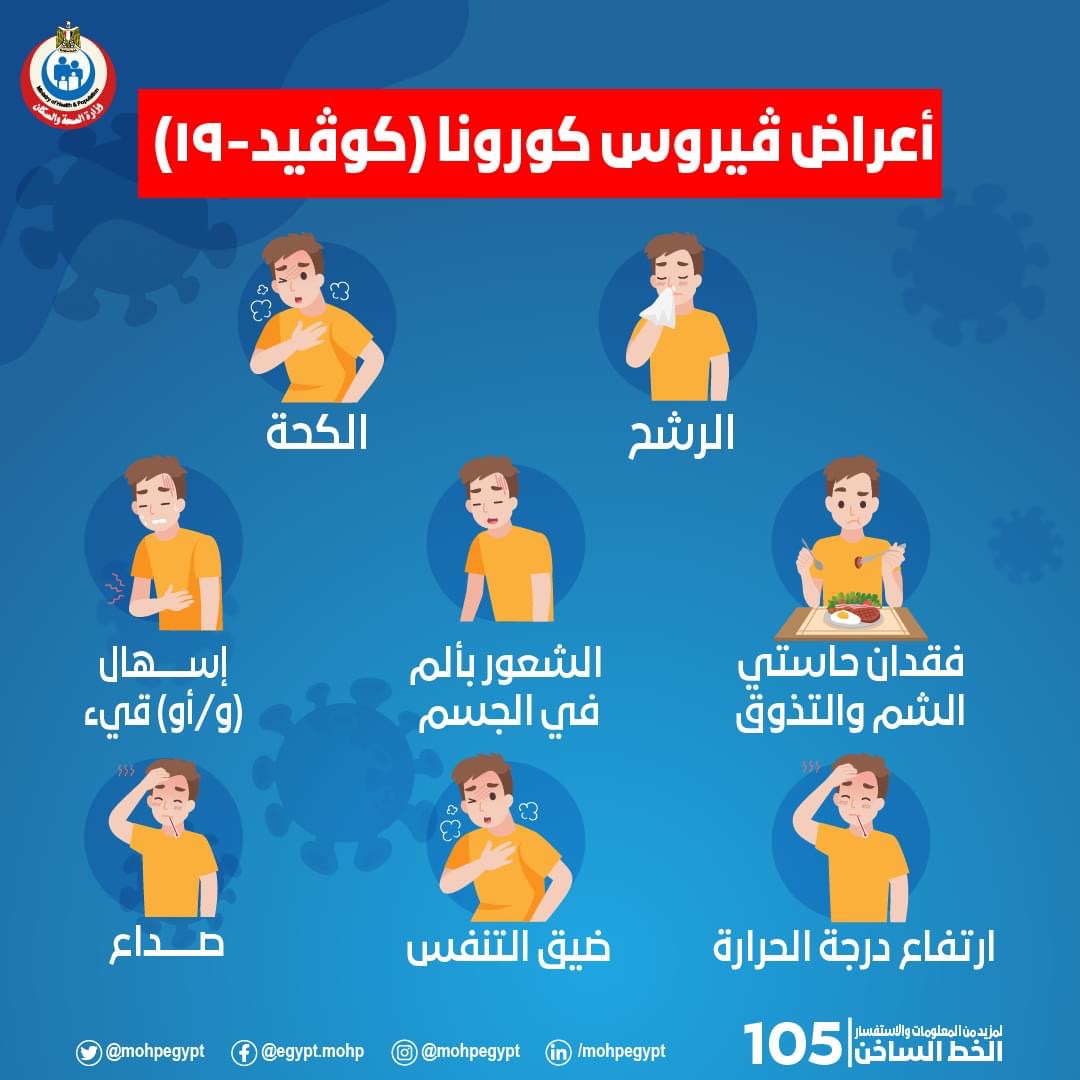 Ministry of Health & Population
وزارة الصحة والسكان
أعراض ڤيروس كورونا (كوڤيد-١٩)
الرشح
الكحة
فقدان حاستي
الشم والتذوق
الشعور بألم
في الجسم
إسهال
(و/أو) قيء
ارتفاع درجة الحرارة
ضيق التنفس
صداع
لمزيد من المعلومات والاستفسار
الخط الساخن
105
@mohpegypt
@egypt.mohp
@mohpegypt
/mohpegypt